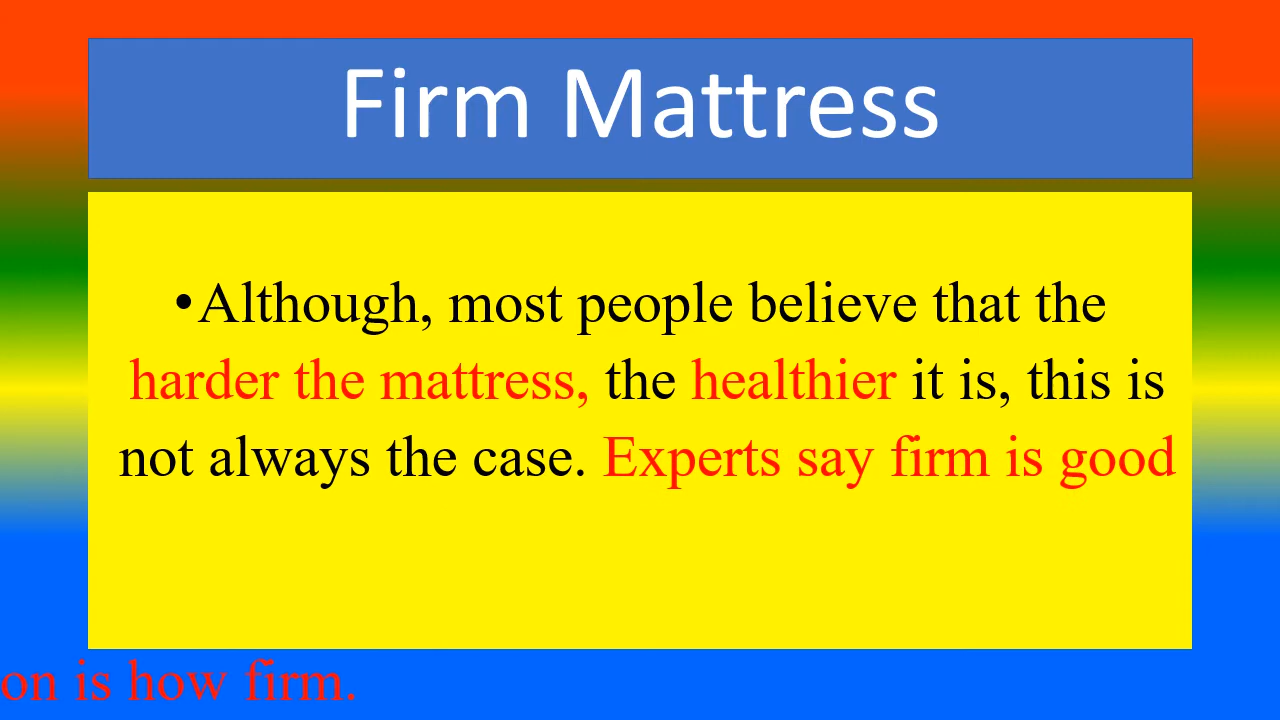 Firm Mattress
•Although, most people believe that the
harder the mattress, the healthier it is, this is
not always the case. Experts say firm is good
on is how firm.